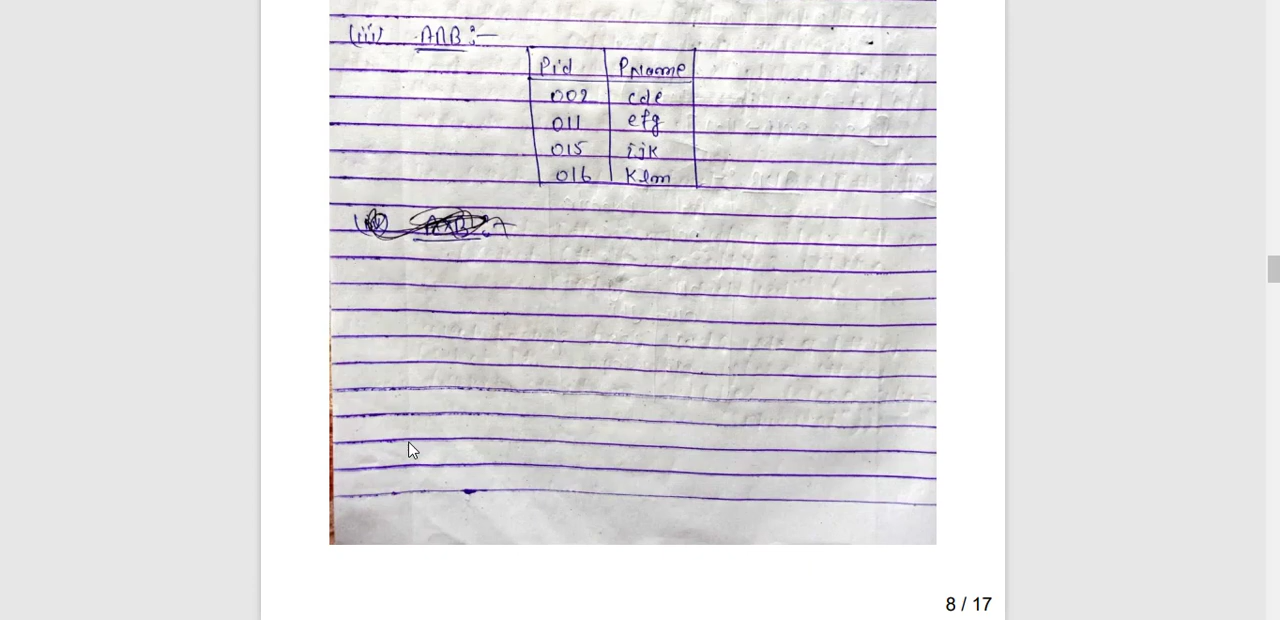 (iii) A∩B :-
Pid PName
002 cde
011 efg
015 ijk
016 Klm
8 / 17